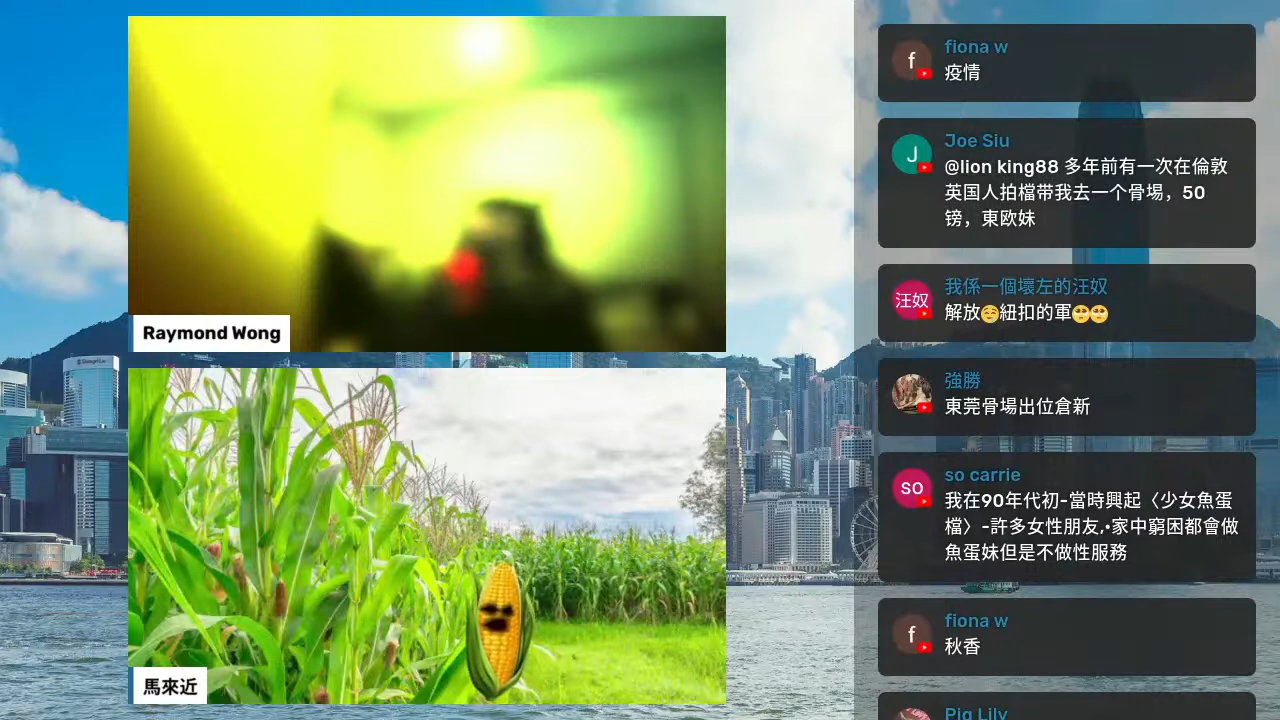 Raymond Wong
馬來近
fiona w
疫情
Joe Siu
@lion king88 多年前有一次在倫敦
英国人拍檔带我去一个骨場，50
镑，東欧妹
我係一個壞左的汪奴
解放😌紐扣的軍🥺🥺
強勝
東莞骨場出位倉新
so carrie
我在90年代初-當時興起〈少女魚蛋
檔〉-許多女性朋友,•家中窮困都會做
魚蛋妹但是不做性服務
fiona w
秋香
Pig Lily
f
J
汪奴
so
f